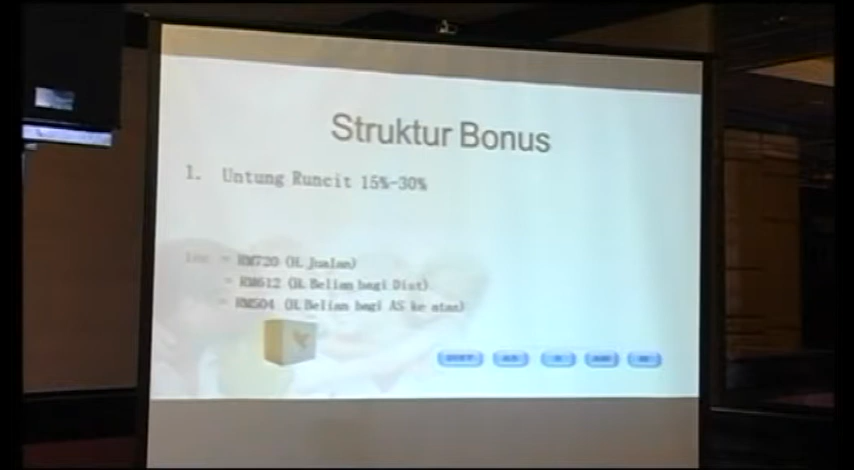 Struktur Bonus
1. Untung Runcit 15%-30%
= RM720 (H. Jualan)
= RM612 (H. Belian bagi Dist)
= RM504 (H. Belian bagi AS ke atas)
DIST